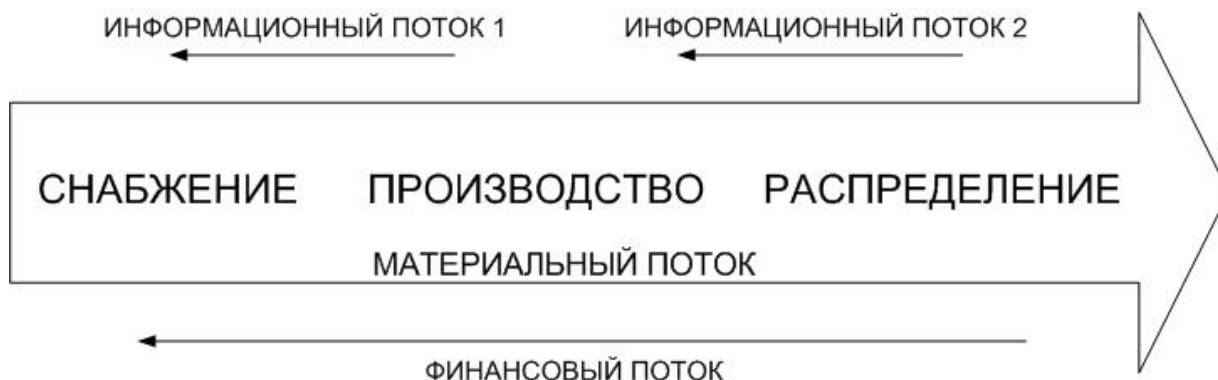 ИНФОРМАЦИОННЫЙ ПОТОК 1
ИНФОРМАЦИОННЫЙ ПОТОК 2
СНАБЖЕНИЕ
ПРОИЗВОДСТВО
РАСПРЕДЕЛЕНИЕ
МАТЕРИАЛЬНЫЙ ПОТОК
ФИНАНСОВЫЙ ПОТОК